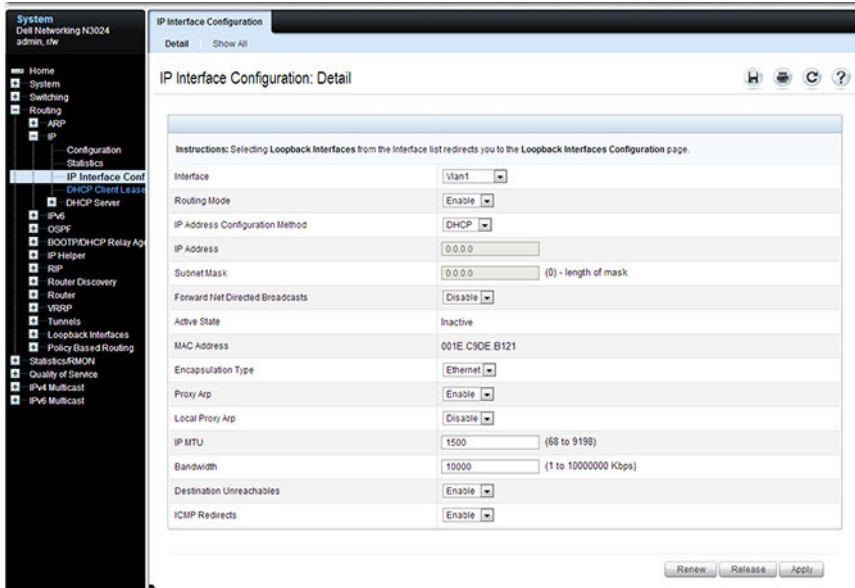 System
Dell Networking N3024
admin, r/w
Home
System
Switching
Routing
ARP
IP
Configuration
Statistics
IP Interface Conf
DHCP Client Lease
DHCP Server
IPv6
OSPF
BOOTP/DHCP Relay Age
IP Helper
RIP
Router Discovery
Router
VRRP
Tunnels
Loopback Interfaces
Policy Based Routing
Statistics/RMON
Quality of Service
IPv4 Multicast
IPv6 Multicast
IP Interface Configuration
Detail Show All
IP Interface Configuration: Detail
Instructions: Selecting Loopback Interfaces from the Interface list redirects you to the Loopback Interfaces Configuration page.
Interface Vlan1
Routing Mode Enable
IP Address Configuration Method DHCP
IP Address 0.0.0.0
Subnet Mask 0.0.0.0 (0) - length of mask
Forward Net Directed Broadcasts Disable
Active State Inactive
MAC Address 001E.C9DE.B121
Encapsulation Type Ethernet
Proxy Arp Enable
Local Proxy Arp Disable
IP MTU 1500 (68 to 9198)
Bandwidth 10000 (1 to 10000000 Kbps)
Destination Unreachables Enable
ICMP Redirects Enable
Renew Release Apply